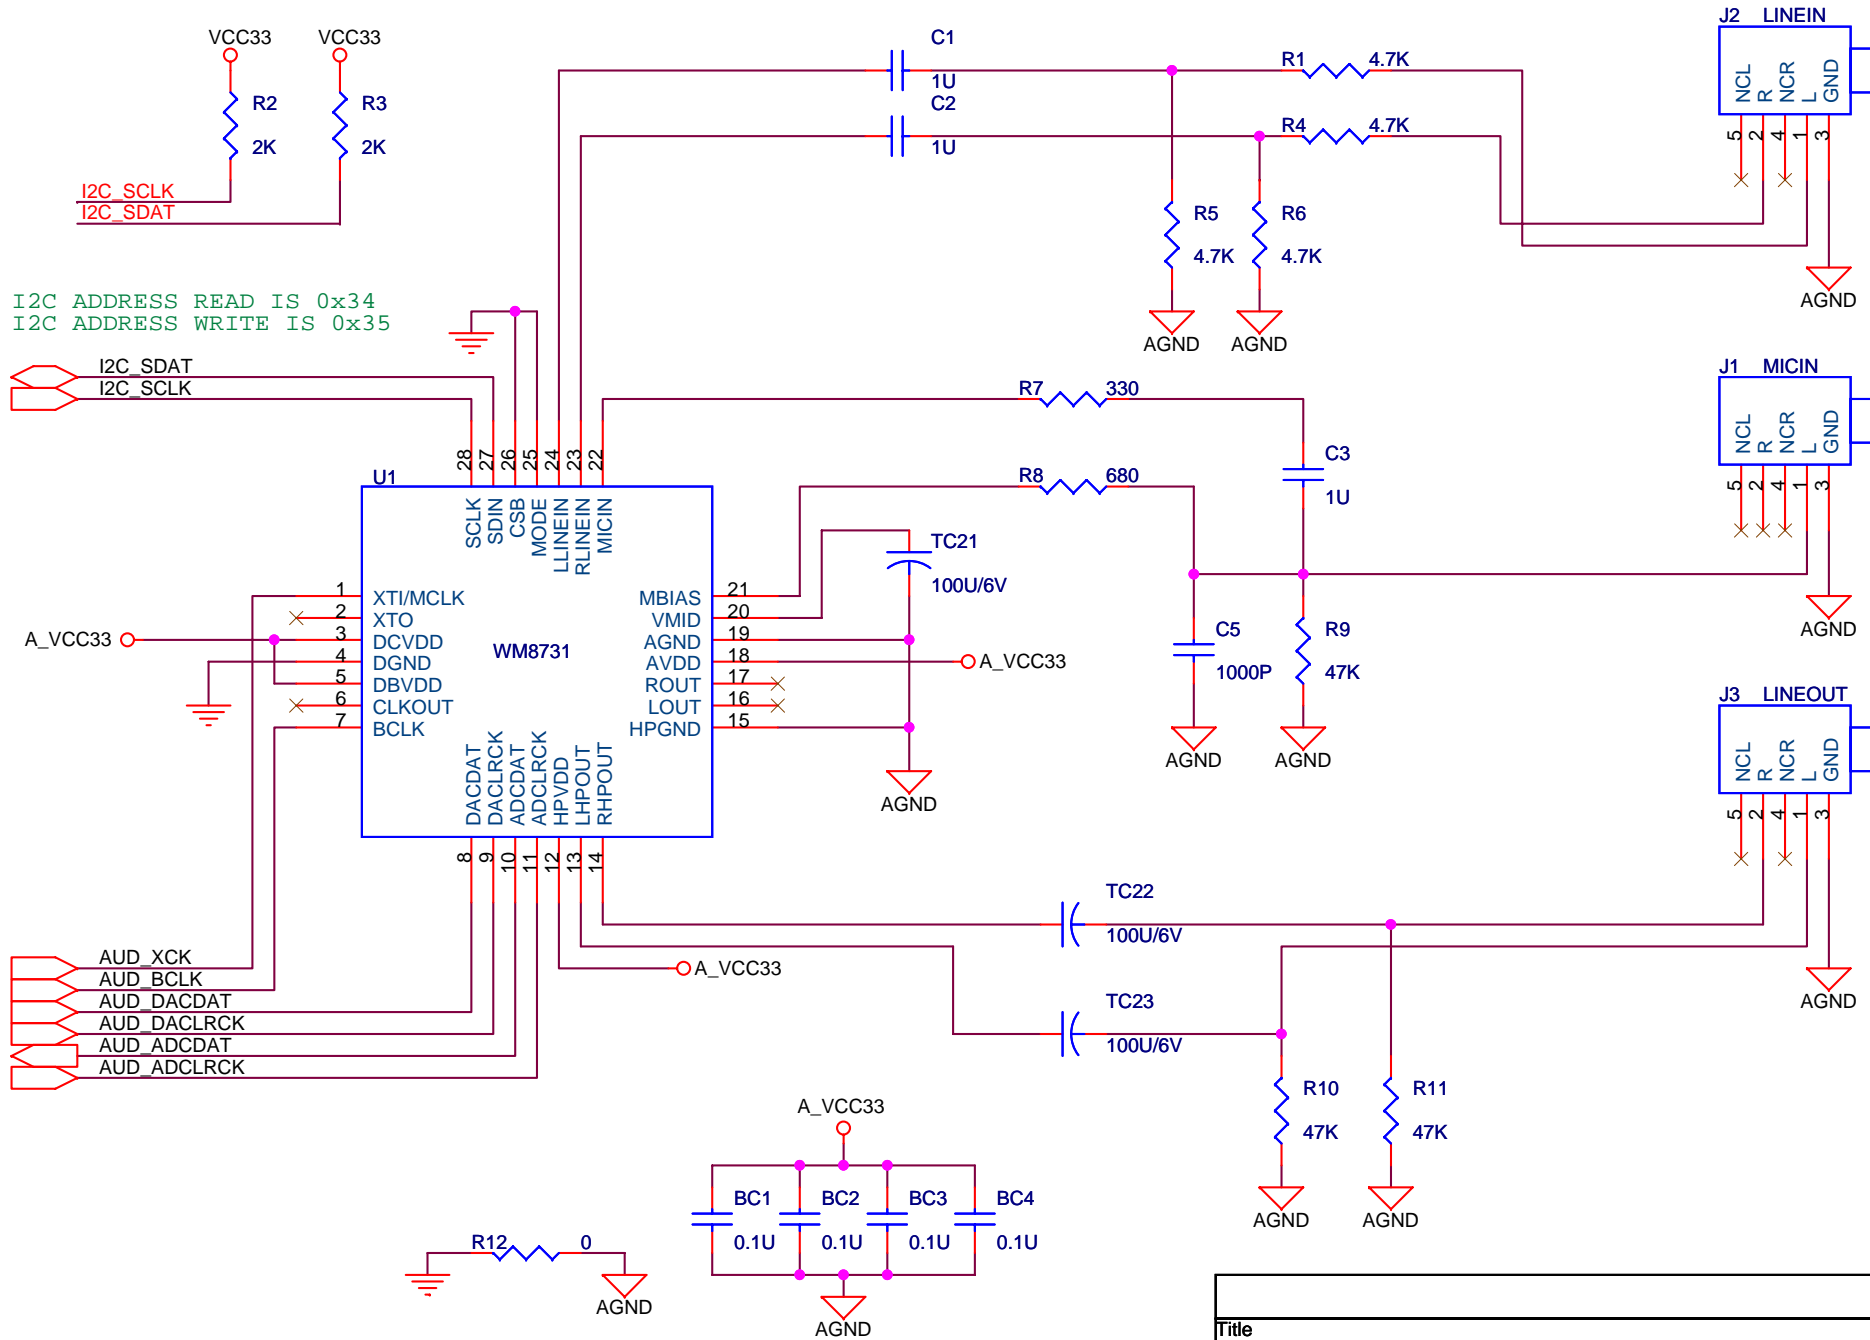 VCC33 VCC33
R2 R3
2K 2K
I2C_SCLK
I2C_SDAT
I2C ADDRESS READ IS 0x34
I2C ADDRESS WRITE IS 0x35
I2C_SDAT
I2C_SCLK
C1
1U
C2
1U
R1 4.7K
R4 4.7K
R5 R6
4.7K 4.7K
AGND AGND
J2 LINEIN
NCL R NCR L GND
5 2 4 1 3
AGND
R7 330
R8 680
C3
1U
J1 MICIN
NCL R NCR L GND
5 2 4 1 3
AGND
TC21
100U/6V
C5 R9
1000P 47K
AGND AGND
U1
28 27 26 25 24 23 22
SCLK SDIN CSB MODE LLINEIN RLINEIN MICIN
WM8731
1 XTI/MCLK
2 XTO
A_VCC33 3 DCVDD
4 DGND
5 DBVDD
6 CLKOUT
7 BCLK
MBIAS 21
VMID 20
AGND 19
AVDD 18 A_VCC33
ROUT 17
LOUT 16
HPGND 15
AGND
DACDAT DACLRCK ADCDAT ADCLRCK HPVDD LHPOUT RHPOUT
8 9 10 11 12 13 14
J3 LINEOUT
NCL R NCR L GND
5 2 4 1 3
AGND
TC22
100U/6V
A_VCC33
TC23
100U/6V
AUD_XCK
AUD_BCLK
AUD_DACDAT
AUD_DACLRCK
AUD_ADCDAT
AUD_ADCLRCK
R10 R11
47K 47K
AGND AGND
A_VCC33
BC1 BC2 BC3 BC4
0.1U 0.1U 0.1U 0.1U
AGND
R12 0
AGND
Title